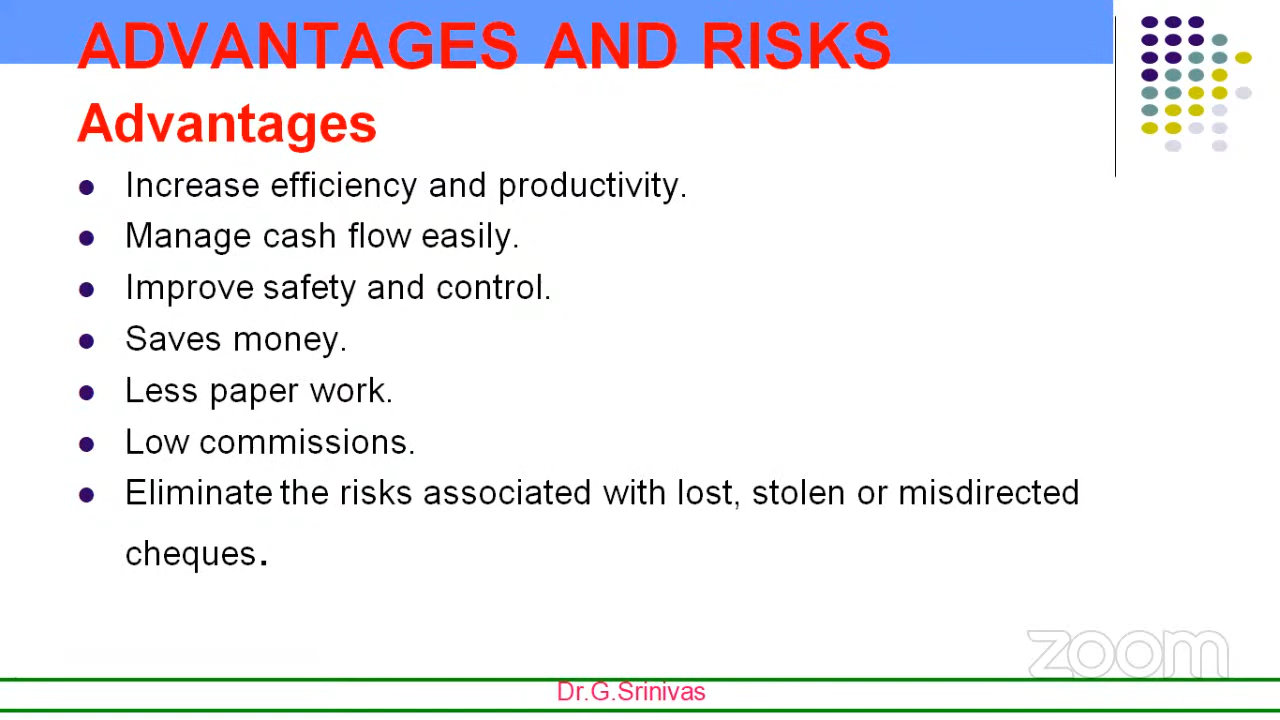 ADVANTAGES AND RISKS
Advantages
Increase efficiency and productivity.
Manage cash flow easily.
Improve safety and control.
Saves money.
Less paper work.
Low commissions.
Eliminate the risks associated with lost, stolen or misdirected
cheques.
zoom
Dr.G.Srinivas